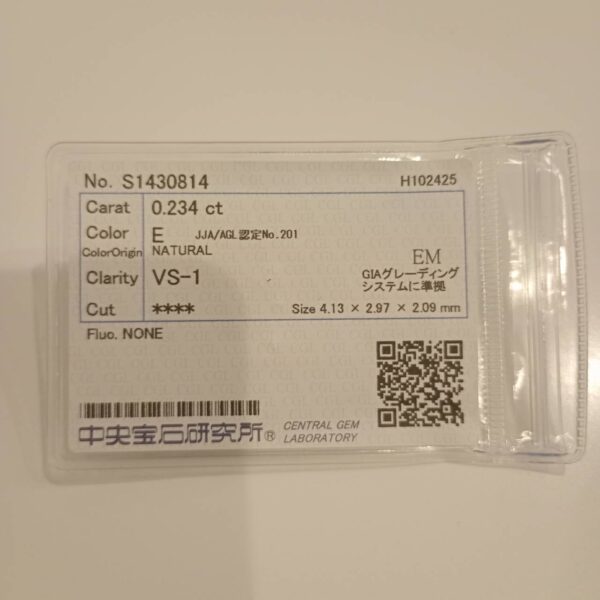 No. S1430814 H102425
Carat 0.234 ct
Color E JJA/AGL認定No.201
ColorOrigin NATURAL
EM
Clarity VS-1 GIAグレーディング
システムに準拠
Cut **** Size 4.13 × 2.97 × 2.09 mm
Fluo. NONE
中央宝石研究所® CENTRAL GEM
LABORATORY